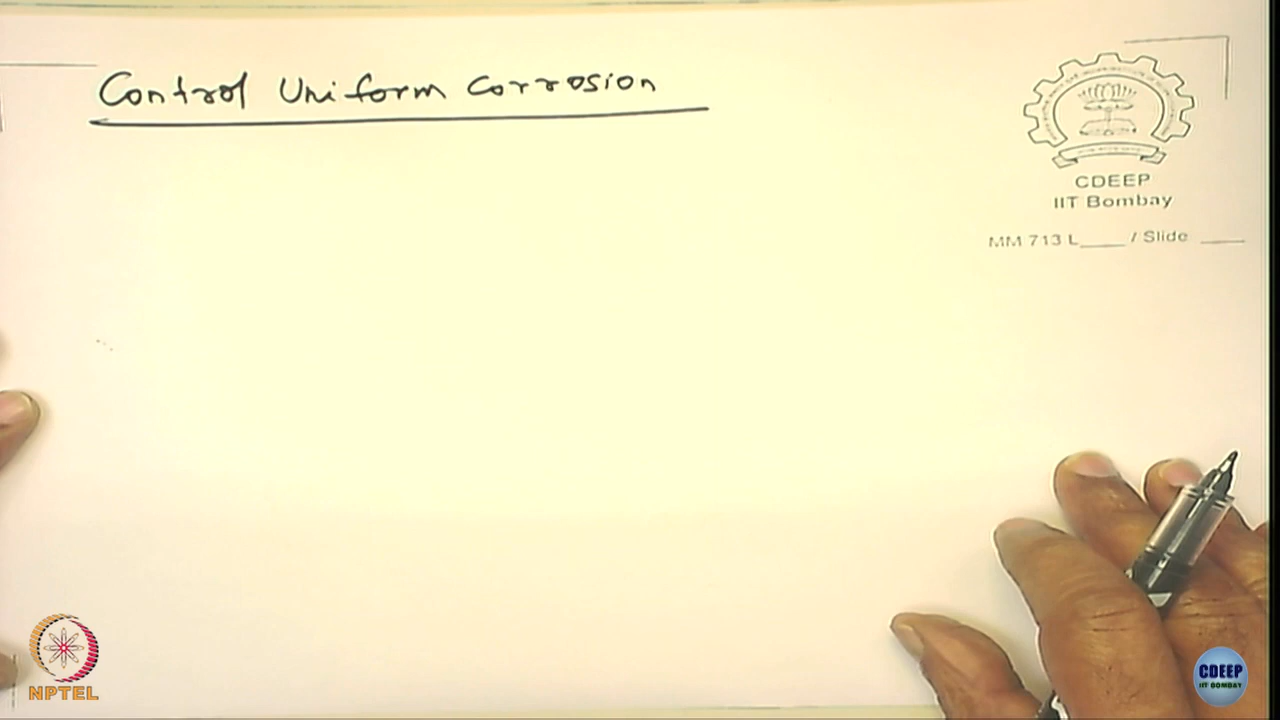 Control Uniform Corrosion
CDEEP
IIT Bombay
MM 713 L____ / Slide ____
NPTEL
CDEEP
IIT BOMBAY